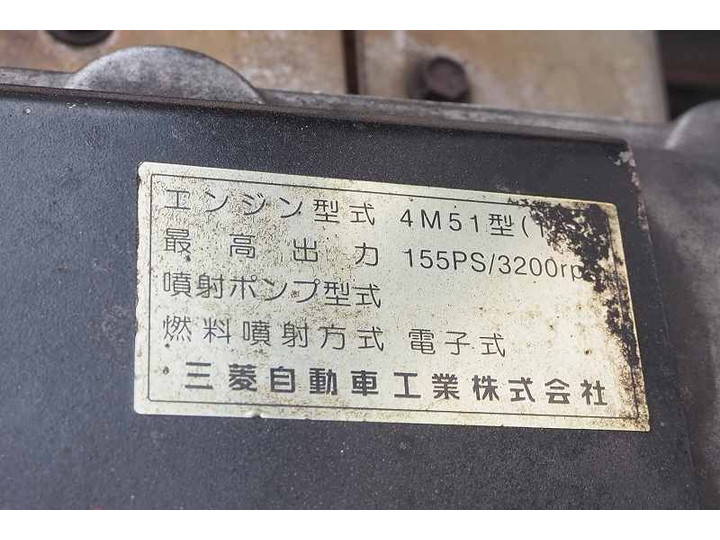 エンジン型式 4M51型(1
最高出力 155PS/3200rp
噴射ポンプ型式
燃料噴射方式 電子式
三菱自動車工業株式会社